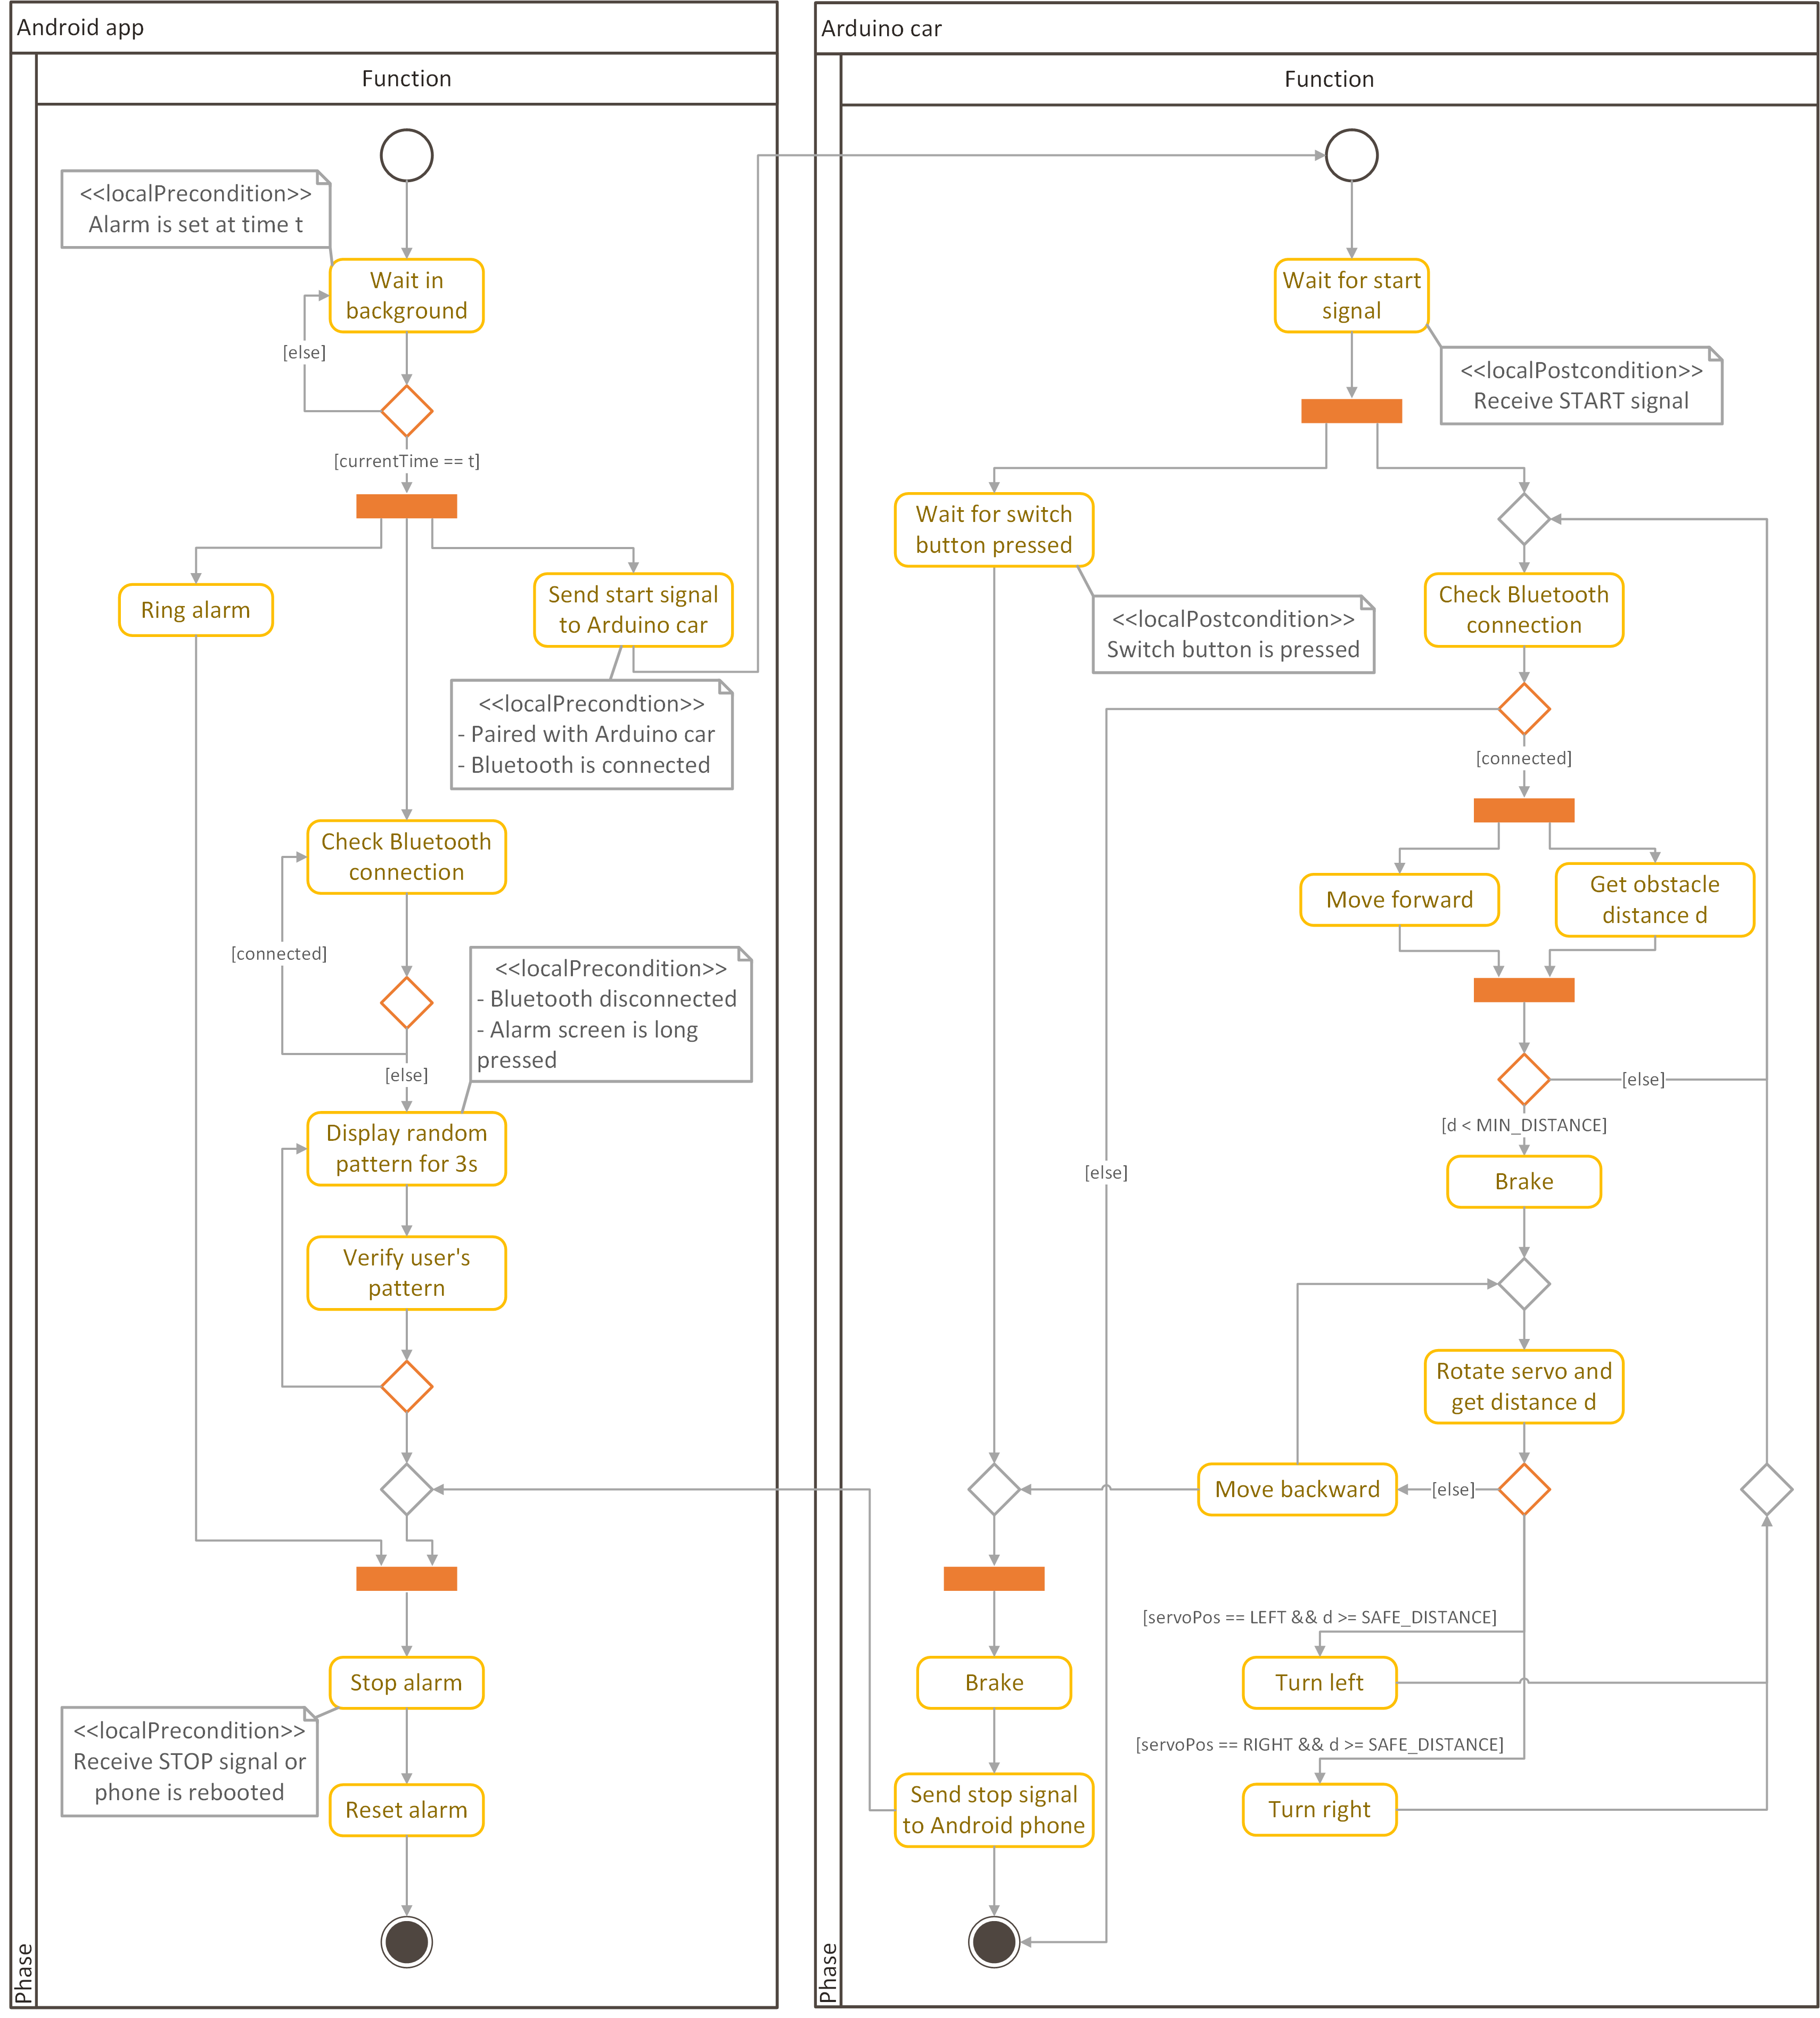 Android app
Function
<<localPrecondition>>
Alarm is set at time t
Wait in
background
[else]
[currentTime == t]
Ring alarm
Send start signal
to Arduino car
<<localPrecondtion>>
- Paired with Arduino car
- Bluetooth is connected
Check Bluetooth
connection
[connected]
<<localPrecondition>>
- Bluetooth disconnected
- Alarm screen is long
pressed
[else]
Display random
pattern for 3s
Verify user's
pattern
Stop alarm
<<localPrecondition>>
Receive STOP signal or
phone is rebooted
Reset alarm
Phase
Arduino car
Function
Wait for start
signal
<<localPostcondition>>
Receive START signal
Wait for switch
button pressed
<<localPostcondition>>
Switch button is pressed
Check Bluetooth
connection
[connected]
Move forward
Get obstacle
distance d
[else]
[d < MIN_DISTANCE]
[else]
Brake
Rotate servo and
get distance d
Move backward
[else]
[servoPos == LEFT && d >= SAFE_DISTANCE]
Brake
Turn left
[servoPos == RIGHT && d >= SAFE_DISTANCE]
Send stop signal
to Android phone
Turn right
Phase